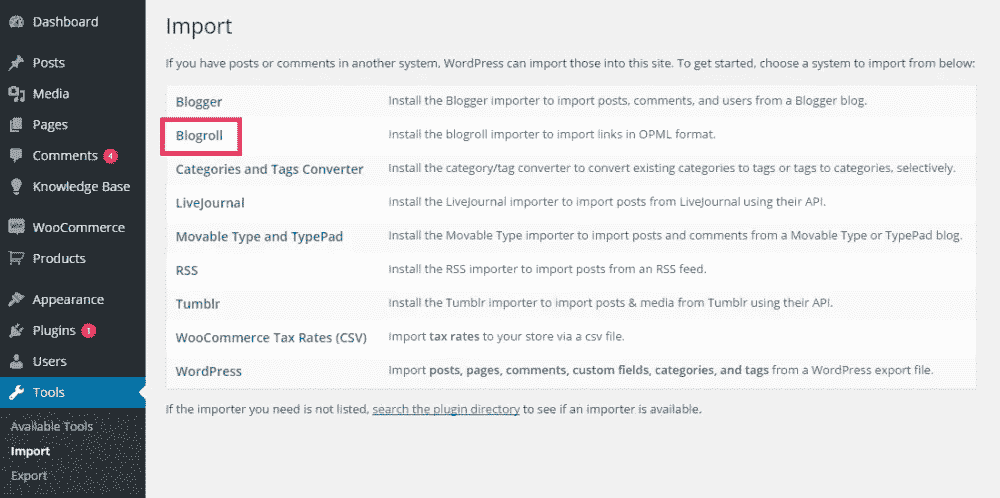 Dashboard
Posts
Media
Pages
Comments 4
Knowledge Base
WooCommerce
Products
Appearance
Plugins 1
Users
Tools
Available Tools
Import
Export
Import
If you have posts or comments in another system, WordPress can import those into this site. To get started, choose a system to import from below:
Blogger Install the Blogger importer to import posts, comments, and users from a Blogger blog.
Blogroll Install the blogroll importer to import links in OPML format.
Categories and Tags Converter Install the category/tag converter to convert existing categories to tags or tags to categories, selectively.
LiveJournal Install the LiveJournal importer to import posts from LiveJournal using their API.
Movable Type and TypePad Install the Movable Type importer to import posts and comments from a Movable Type or TypePad blog.
RSS Install the RSS importer to import posts from an RSS feed.
Tumblr Install the Tumblr importer to import posts & media from Tumblr using their API.
WooCommerce Tax Rates (CSV) Import tax rates to your store via a csv file.
WordPress Import posts, pages, comments, custom fields, categories, and tags from a WordPress export file.
If the importer you need is not listed, search the plugin directory to see if an importer is available.